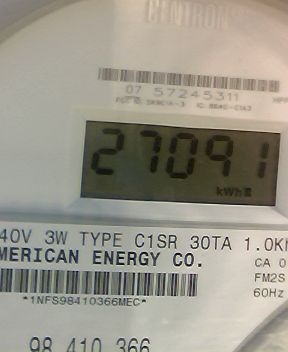 CENTRON
07 57245311
27091
kWh
40V 3W TYPE C1SR 30TA 1.0K
MERICAN ENERGY CO.
CA 0
FM2S
60Hz
*1NFS98410366MEC*
98 410 366